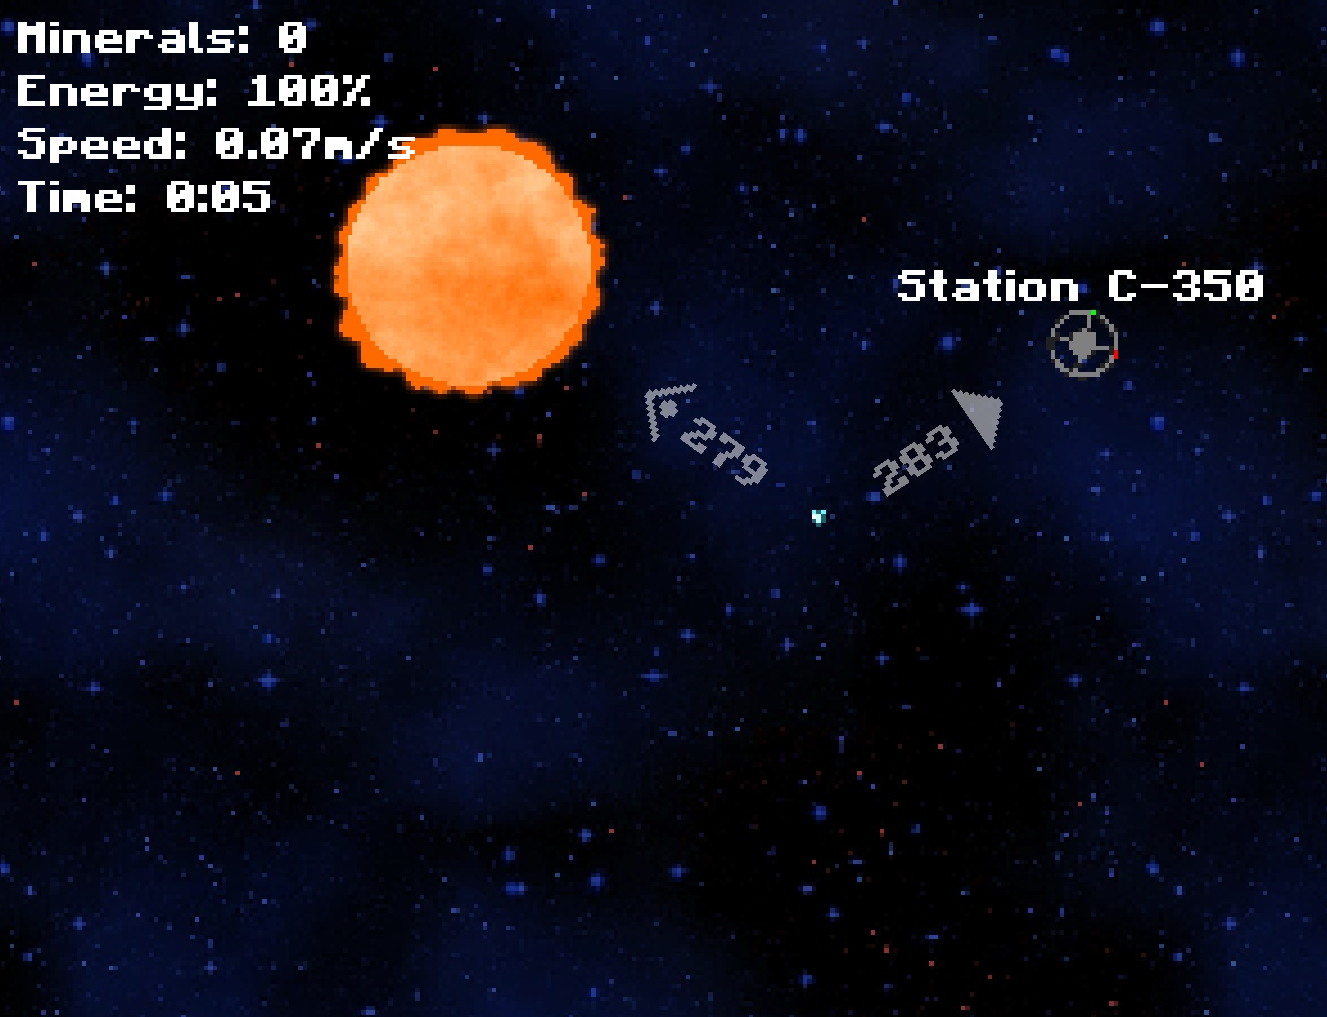 Minerals: 0
Energy: 100%
Speed: 0.07m/s
Time: 0:05
Station C-350
279
283